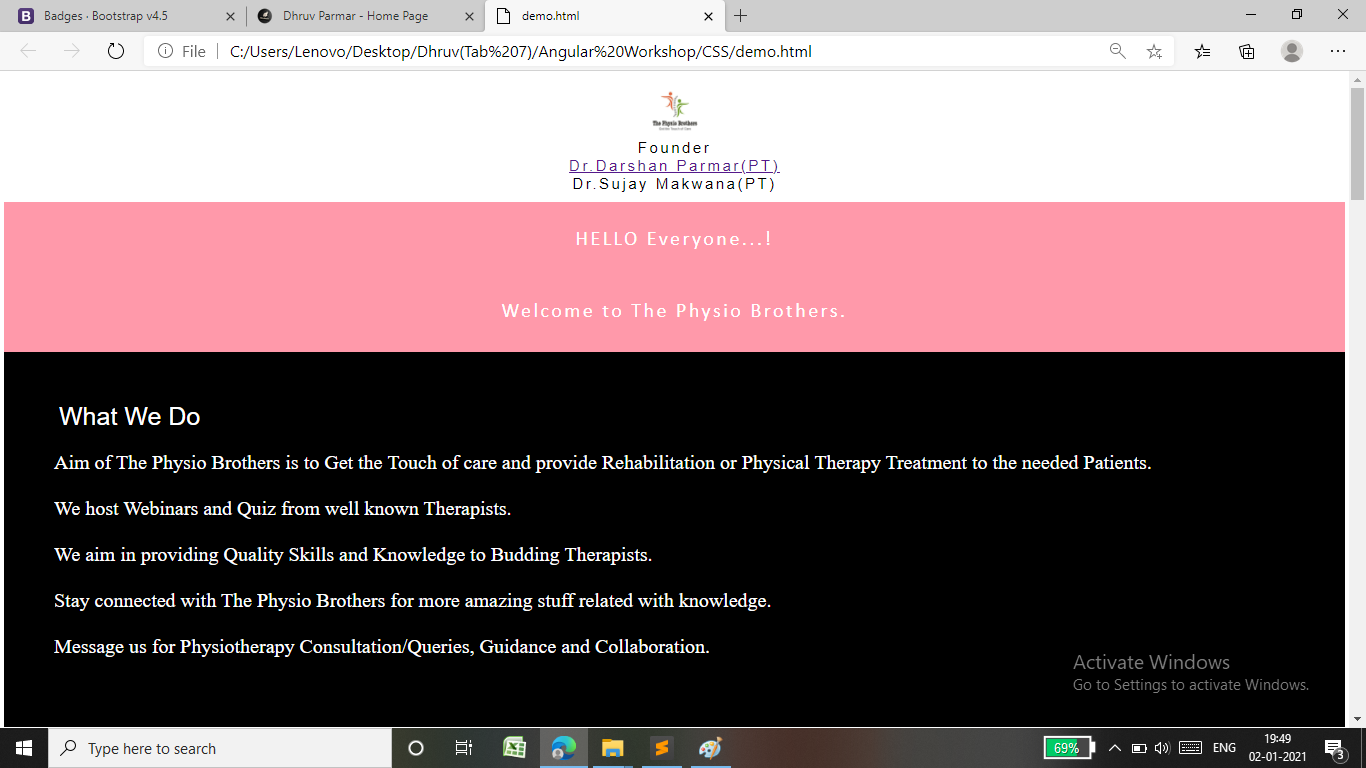 Badges · Bootstrap v4.5
Dhruv Parmar - Home Page
demo.html
File
C:/Users/Lenovo/Desktop/Dhruv(Tab%207)/Angular%20Workshop/CSS/demo.html
The Physio Brothers
Get the Touch of Care
Founder
Dr.Darshan Parmar(PT)
Dr.Sujay Makwana(PT)
HELLO Everyone...!
Welcome to The Physio Brothers.
What We Do
Aim of The Physio Brothers is to Get the Touch of care and provide Rehabilitation or Physical Therapy Treatment to the needed Patients.
We host Webinars and Quiz from well known Therapists.
We aim in providing Quality Skills and Knowledge to Budding Therapists.
Stay connected with The Physio Brothers for more amazing stuff related with knowledge.
Message us for Physiotherapy Consultation/Queries, Guidance and Collaboration.
Activate Windows
Go to Settings to activate Windows.
Type here to search
69%
ENG
19:49
02-01-2021
3